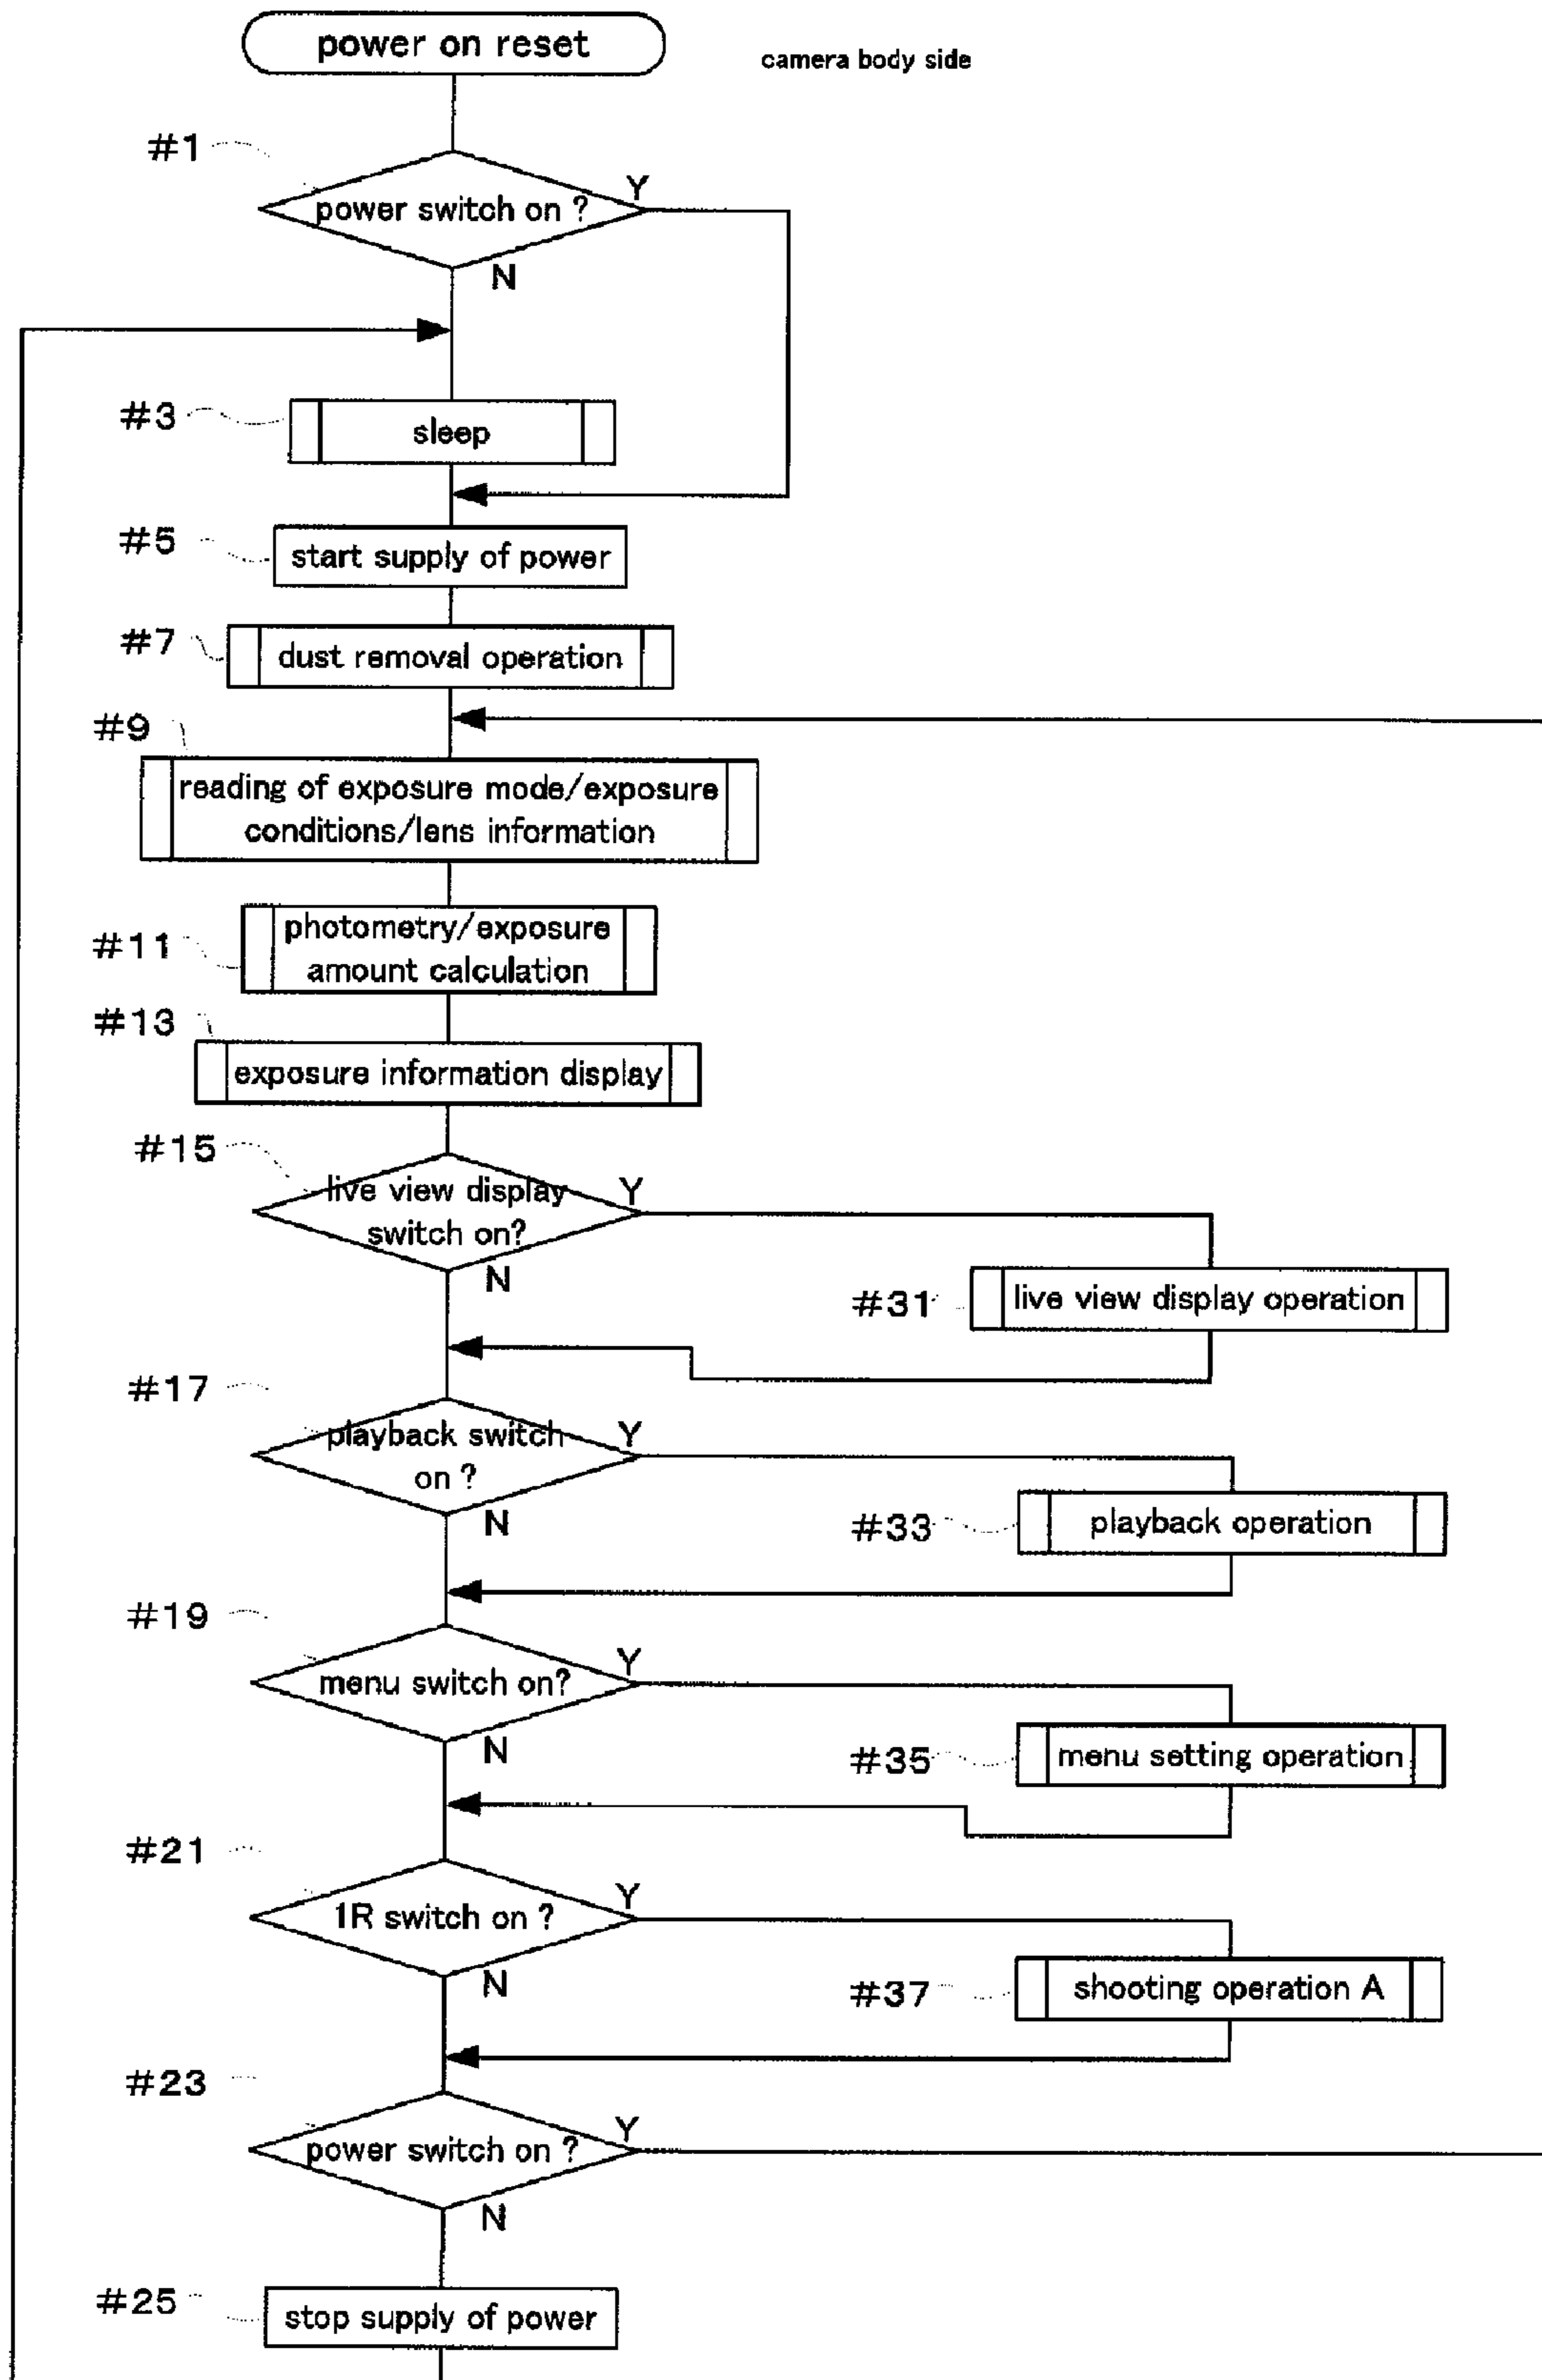 power on reset
camera body side
#1
power switch on ?
Y
N
#3
sleep
#5
start supply of power
#7
dust removal operation
#9
reading of exposure mode/exposure
conditions/lens information
#11
photometry/exposure
amount calculation
#13
exposure information display
#15
live view display
switch on?
Y
N
#31
live view display operation
#17
playback switch
on ?
Y
N
#33
playback operation
#19
menu switch on?
Y
N
#35
menu setting operation
#21
1R switch on ?
Y
N
#37
shooting operation A
#23
power switch on ?
Y
N
#25
stop supply of power